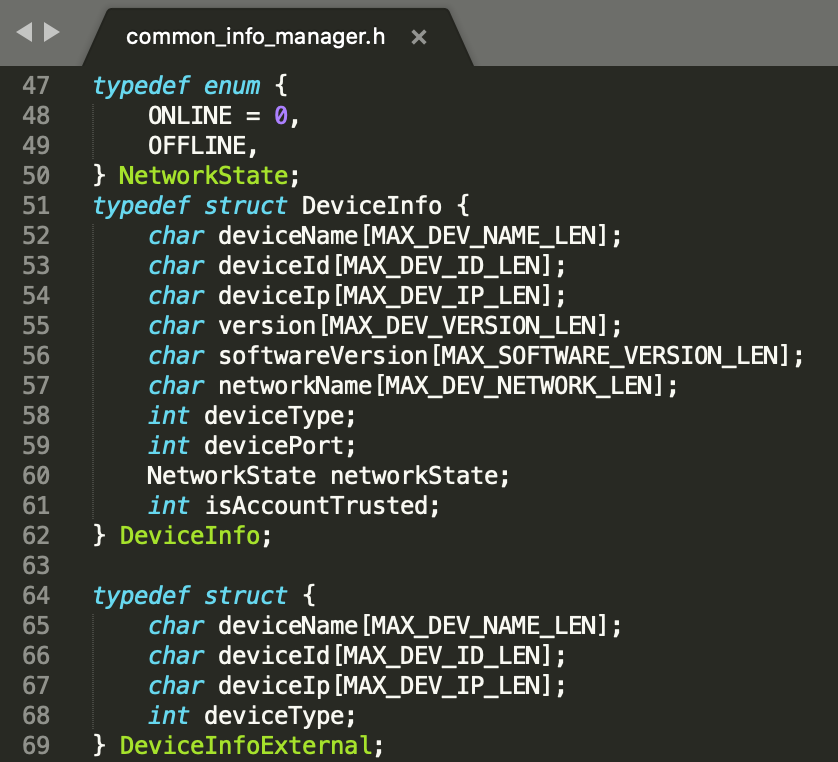 common_info_manager.h ×
47 typedef enum {
48     ONLINE = 0,
49     OFFLINE,
50 } NetworkState;
51 typedef struct DeviceInfo {
52     char deviceName[MAX_DEV_NAME_LEN];
53     char deviceId[MAX_DEV_ID_LEN];
54     char deviceIp[MAX_DEV_IP_LEN];
55     char version[MAX_DEV_VERSION_LEN];
56     char softwareVersion[MAX_SOFTWARE_VERSION_LEN];
57     char networkName[MAX_DEV_NETWORK_LEN];
58     int deviceType;
59     int devicePort;
60     NetworkState networkState;
61     int isAccountTrusted;
62 } DeviceInfo;
63
64 typedef struct {
65     char deviceName[MAX_DEV_NAME_LEN];
66     char deviceId[MAX_DEV_ID_LEN];
67     char deviceIp[MAX_DEV_IP_LEN];
68     int deviceType;
69 } DeviceInfoExternal;